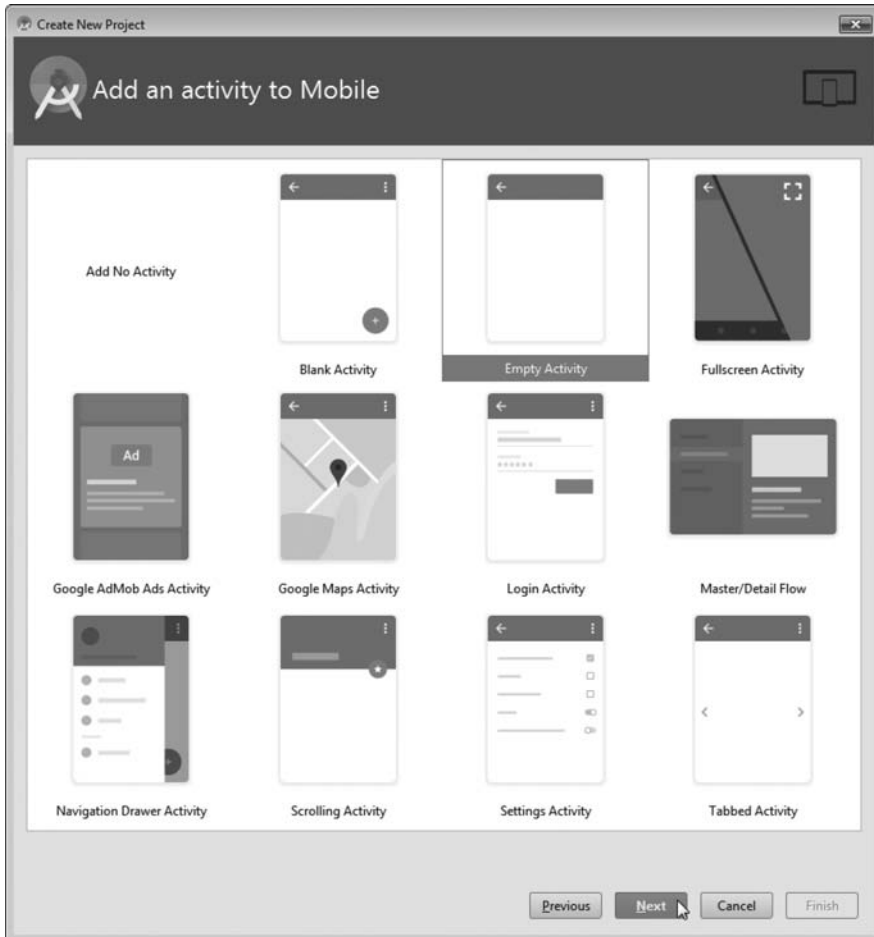 Create New Project
Add an activity to Mobile
Add No Activity
Blank Activity
Empty Activity
Fullscreen Activity
Ad
Google AdMob Ads Activity
Google Maps Activity
Login Activity
Master/Detail Flow
Navigation Drawer Activity
Scrolling Activity
Settings Activity
Tabbed Activity
Previous
Next
Cancel
Finish